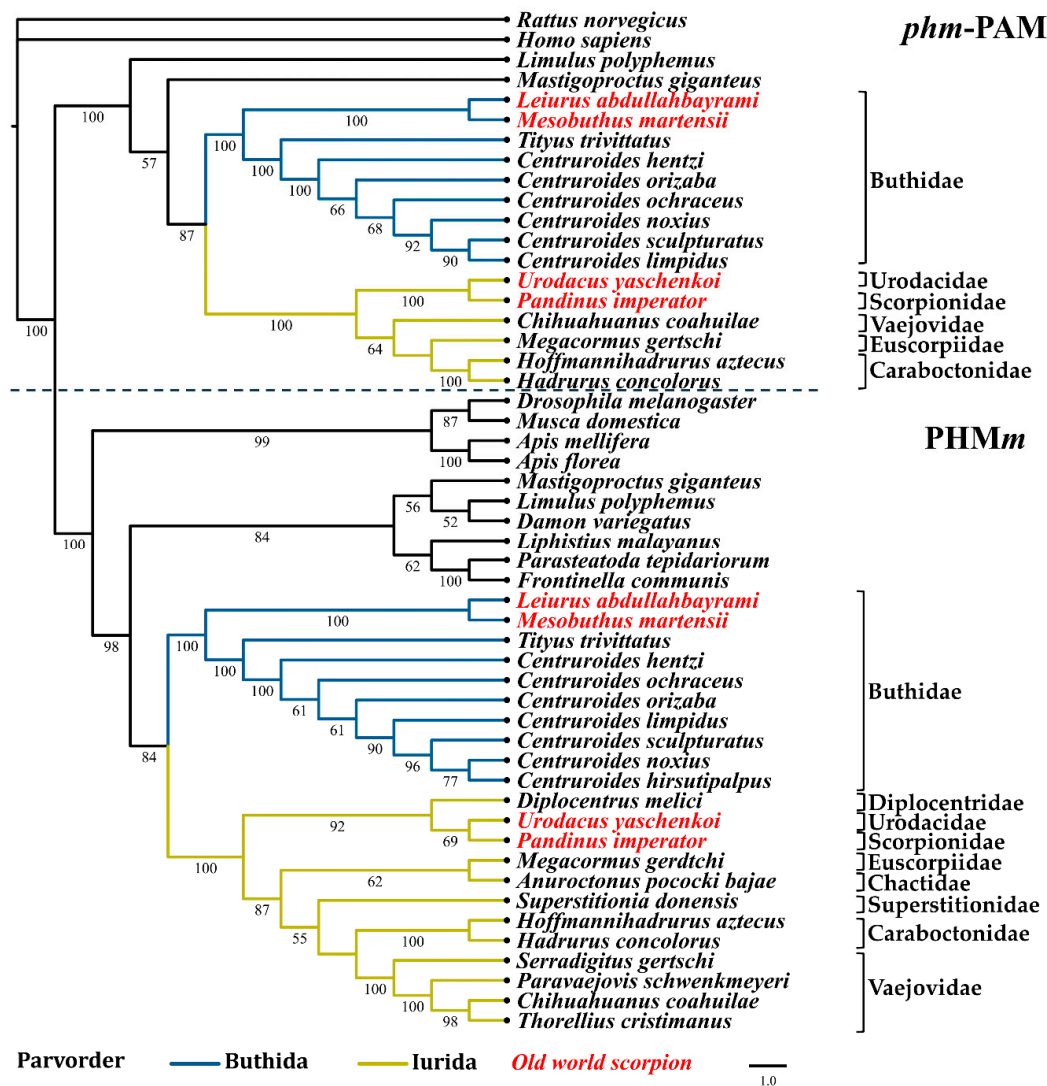 Rattus norvegicus
Homo sapiens
phm-PAM
Limulus polyphemus
Mastigoproctus giganteus
Leiurus abdullahbayrami
100
100
Mesobuthus martensii
100
Tityus trivittatus
57
Centruroides hentzi
100
Centruroides orizaba
Buthidae
100
Centruroides ochraceus
66
Centruroides noxius
68
87
Centruroides sculpturatus
92
Centruroides limpidus
90
Urodacus yaschenkoi
Urodacidae
100
Pandinus imperator
Scorpionidae
100
100
Chihuahuanus coahuilae
Vaejovidae
64
Megacormus gertschi
Euscorpiidae
Hoffmannihadrurus aztecus
Caraboctonidae
100
Hadrurus concolorus
Drosophila melanogaster
87
Musca domestica
PHMm
99
Apis mellifera
100
Apis florea
Mastigoproctus giganteus
56
Limulus polyphemus
52
Damon variegatus
84
100
Liphistius malayanus
62
Parasteatoda tepidariorum
100
Frontinella communis
Leiurus abdullahbayrami
100
Mesobuthus martensii
100
98
Tityus trivittatus
100
Centruroides hentzi
100
Centruroides ochraceus
Buthidae
61
Centruroides orizaba
61
Centruroides limpidus
90
Centruroides sculpturatus
84
96
Centruroides noxius
77
Centruroides hirsutipalpus
Diplocentrus melici
Diplocentridae
92
Urodacus yaschenkoi
Urodacidae
69
Pandinus imperator
Scorpionidae
100
Megacormus gerdtchi
Euscorpiidae
62
Anuroctonus pococki bajae
Chactidae
87
Superstitionia donensis
Superstitionidae
Hoffmannihadrurus aztecus
100
55
Caraboctonidae
Hadrurus concolorus
Serradigitus gertschi
100
Paravaejovis schwenkmeyeri
Vaejovidae
100
Chihuahuanus coahuilae
98
Thorellius cristimanus
Parvorder Buthida Iurida Old world scorpion
1.0